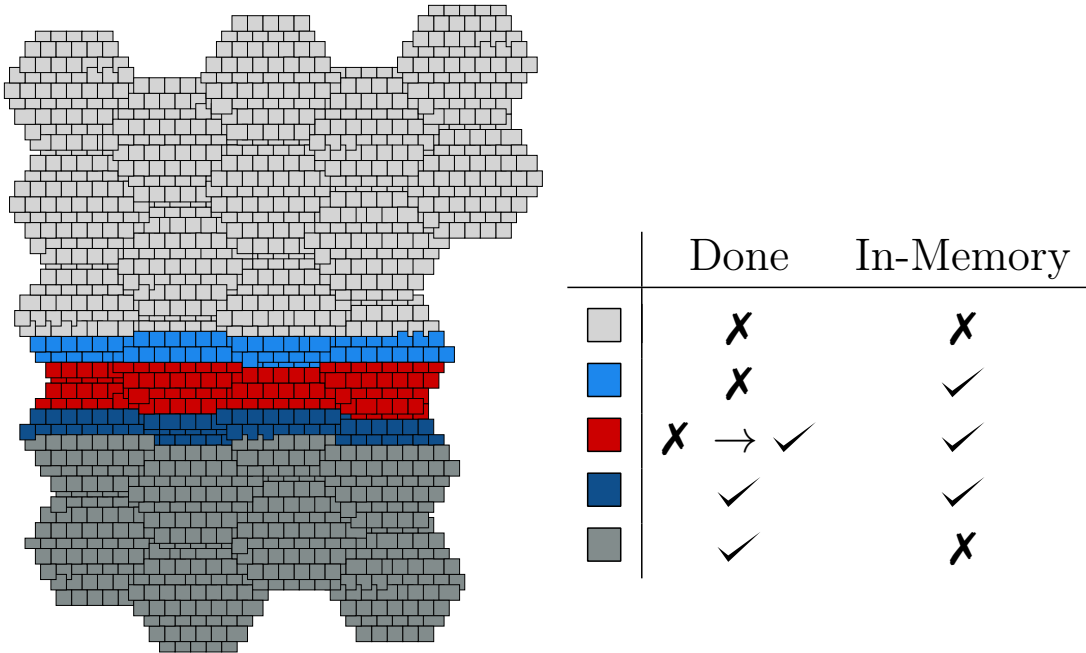 Done In-Memory
✗ ✗
✗ ✓
✗ → ✓ ✓
✓ ✓
✓ ✗